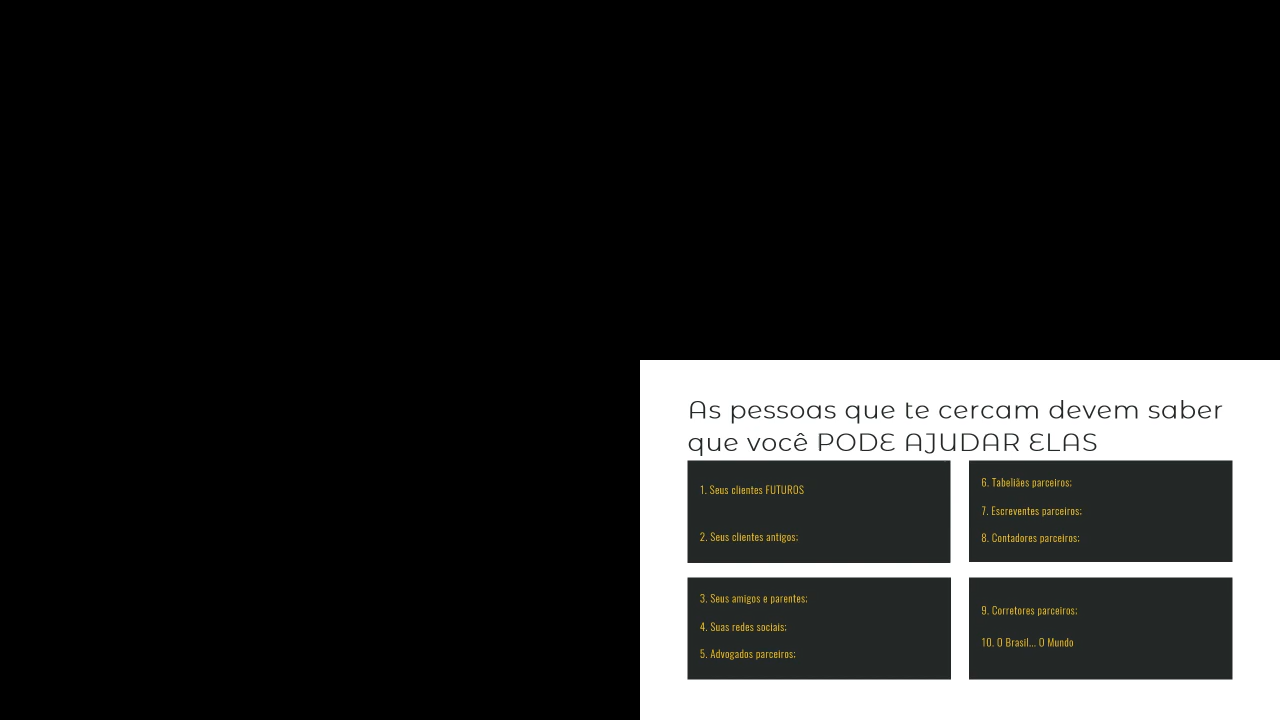 As pessoas que te cercam devem saber
que você PODE AJUDAR ELAS
1. Seus clientes FUTUROS
2. Seus clientes antigos;
3. Seus amigos e parentes;
4. Suas redes sociais;
5. Advogados parceiros;
6. Tabeliães parceiros;
7. Escreventes parceiros;
8. Contadores parceiros;
9. Corretores parceiros;
10. O Brasil... O Mundo